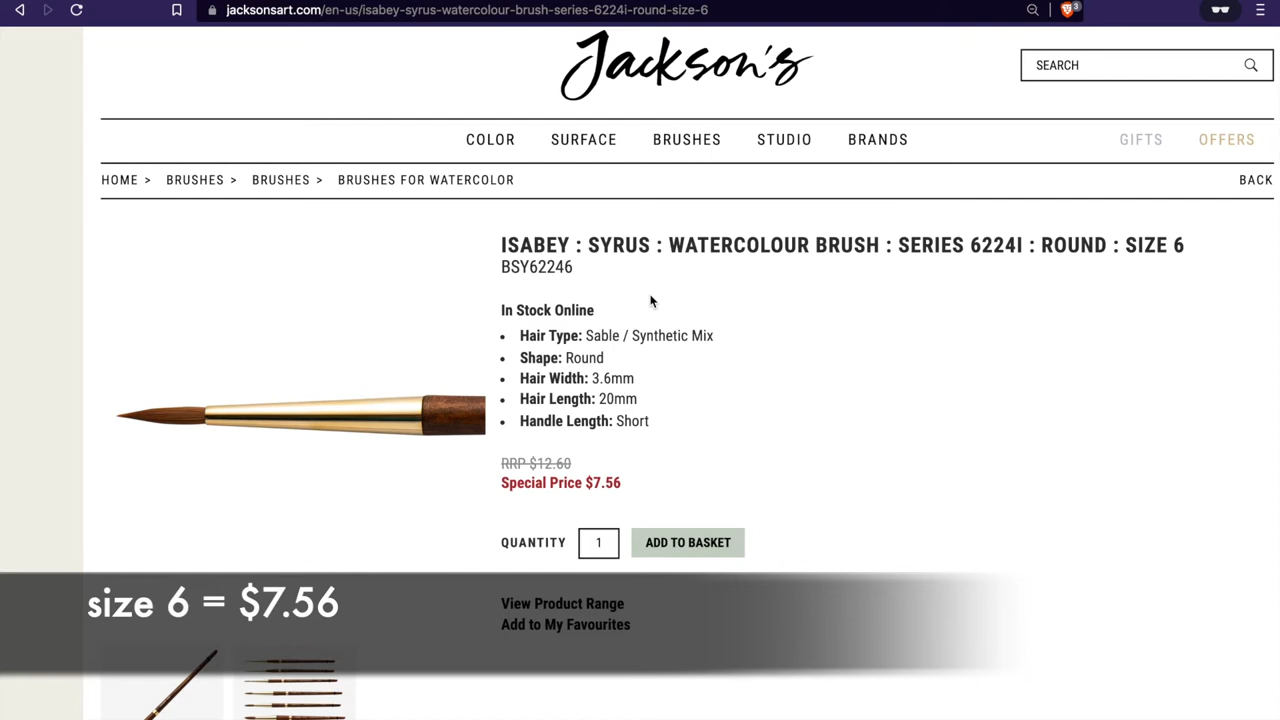 jacksonsart.com/en-us/isabey-syrus-watercolour-brush-series-6224i-round-size-6
3
Jackson's
SEARCH
COLOR SURFACE BRUSHES STUDIO BRANDS GIFTS OFFERS
HOME > BRUSHES > BRUSHES > BRUSHES FOR WATERCOLOR BACK
ISABEY : SYRUS : WATERCOLOUR BRUSH : SERIES 6224I : ROUND : SIZE 6
BSY62246
In Stock Online
• Hair Type: Sable / Synthetic Mix
• Shape: Round
• Hair Width: 3.6mm
• Hair Length: 20mm
• Handle Length: Short
RRP $12.60
Special Price $7.56
QUANTITY 1 ADD TO BASKET
size 6 = $7.56
View Product Range
Add to My Favourites